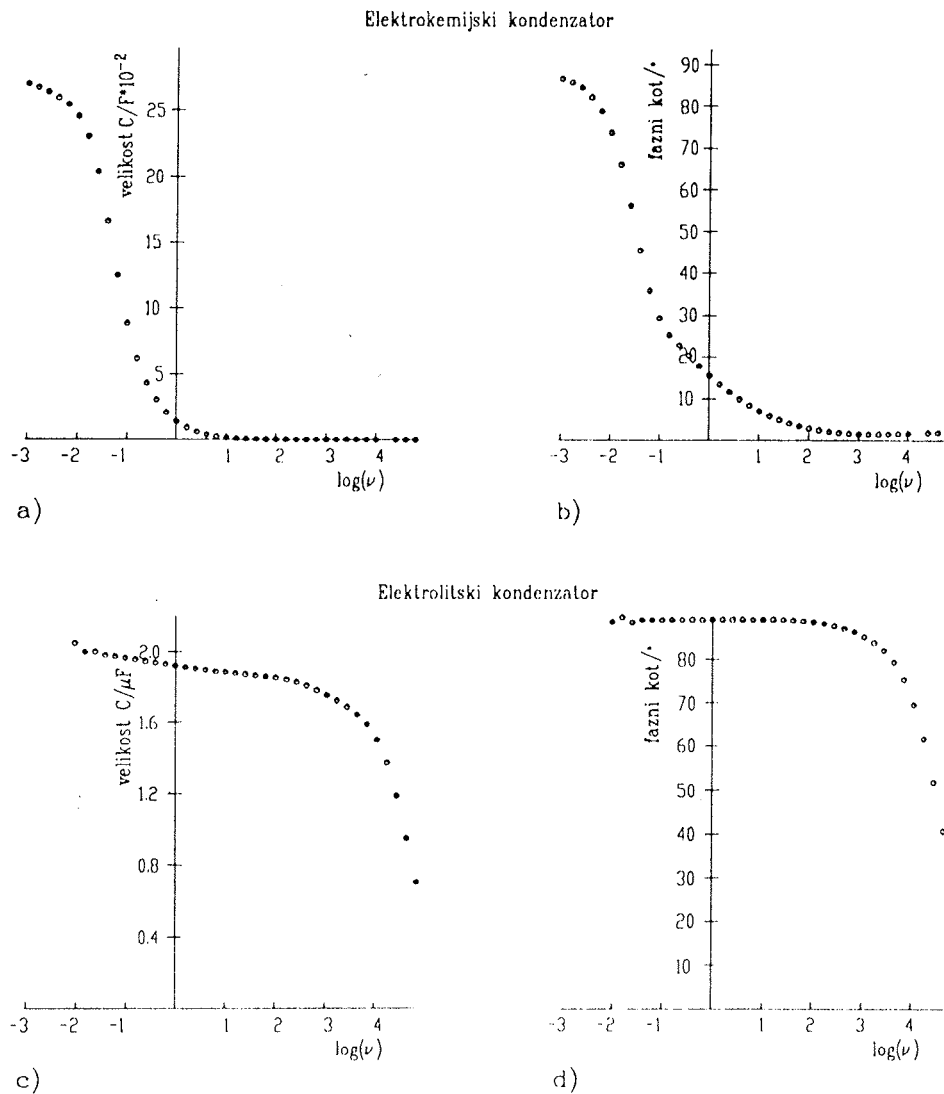 Elektrokemijski kondenzator
velikost C/F*10-2
25
20
15
10
5
-3 -2 -1 1 2 3 4
log(ν)
a)
fazni kot/°
90
80
70
60
50
40
30
20
10
-3 -2 -1 1 2 3 4
log(ν)
b)
Elektrolitski kondenzator
velikost C/μF
2.0
1.6
1.2
0.8
0.4
-3 -2 -1 1 2 3 4
log(ν)
c)
fazni kot/°
80
70
60
50
40
30
20
10
-3 -2 -1 1 2 3 4
log(ν)
d)